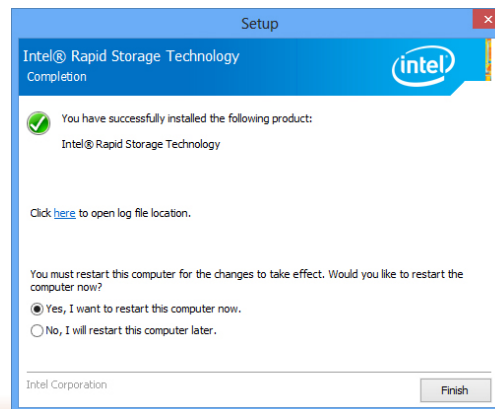 Setup
Intel® Rapid Storage Technology
Completion
intel
You have successfully installed the following product:
Intel® Rapid Storage Technology
Click here to open log file location.
You must restart this computer for the changes to take effect. Would you like to restart the
computer now?
Yes, I want to restart this computer now.
No, I will restart this computer later.
Intel Corporation
Finish